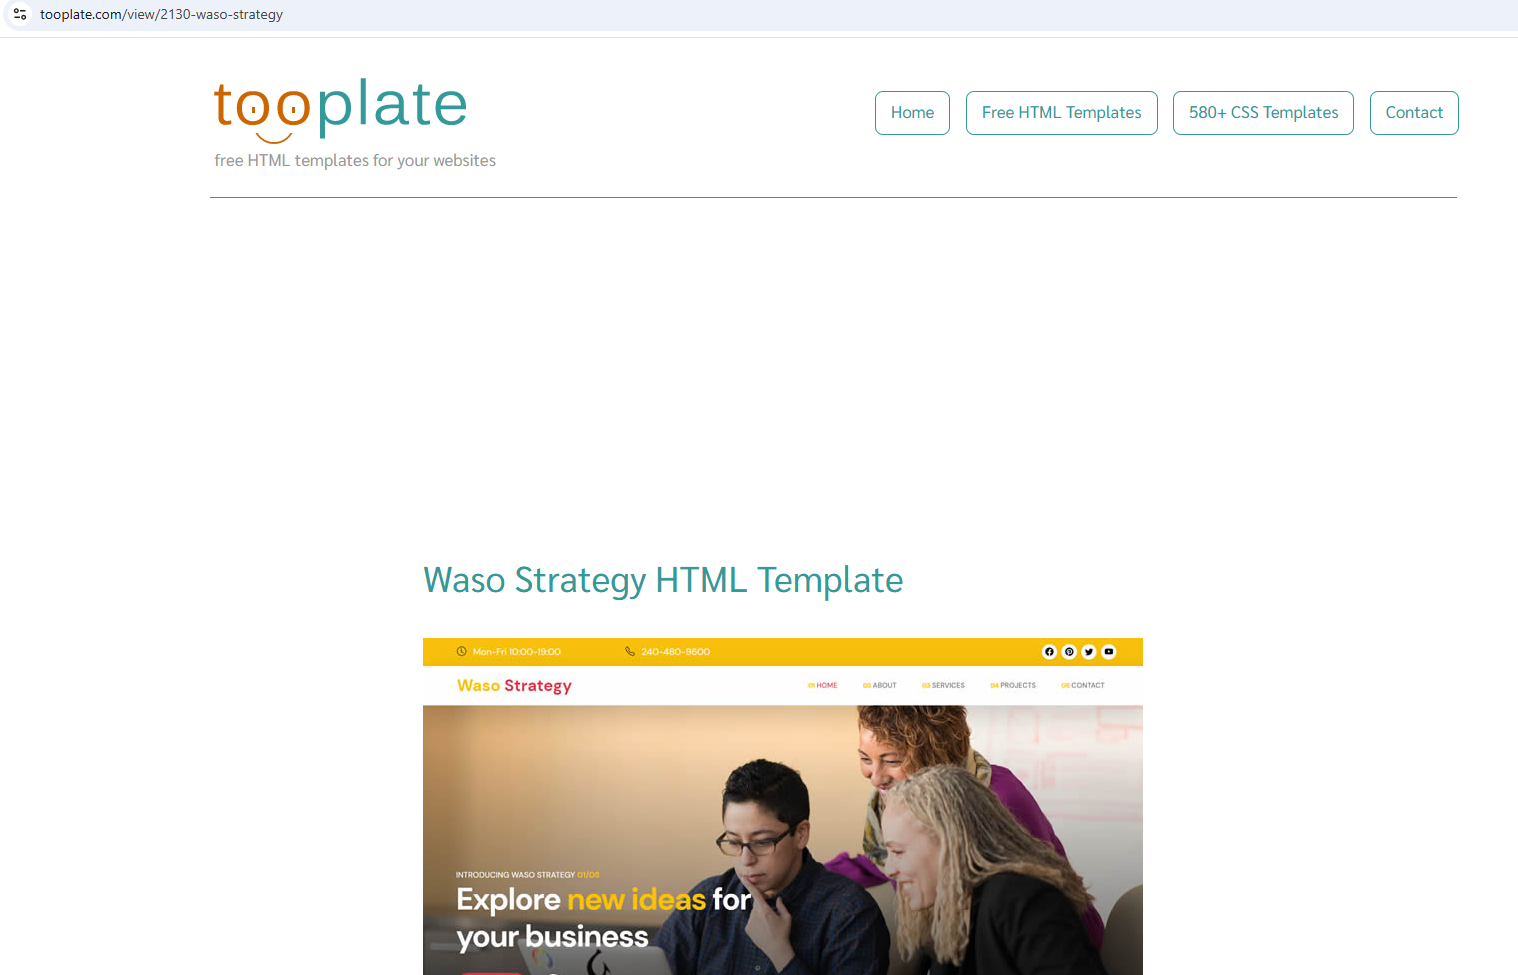 tooplate.com/view/2130-waso-strategy
tooplate
free HTML templates for your websites
Home
Free HTML Templates
580+ CSS Templates
Contact
Waso Strategy HTML Template
Mon-Fri 10:00-19:00
240-480-9600
Waso Strategy
01 HOME
02 ABOUT
03 SERVICES
04 PROJECTS
05 CONTACT
INTRODUCING WASO STRATEGY 01/03
Explore new ideas for
your business